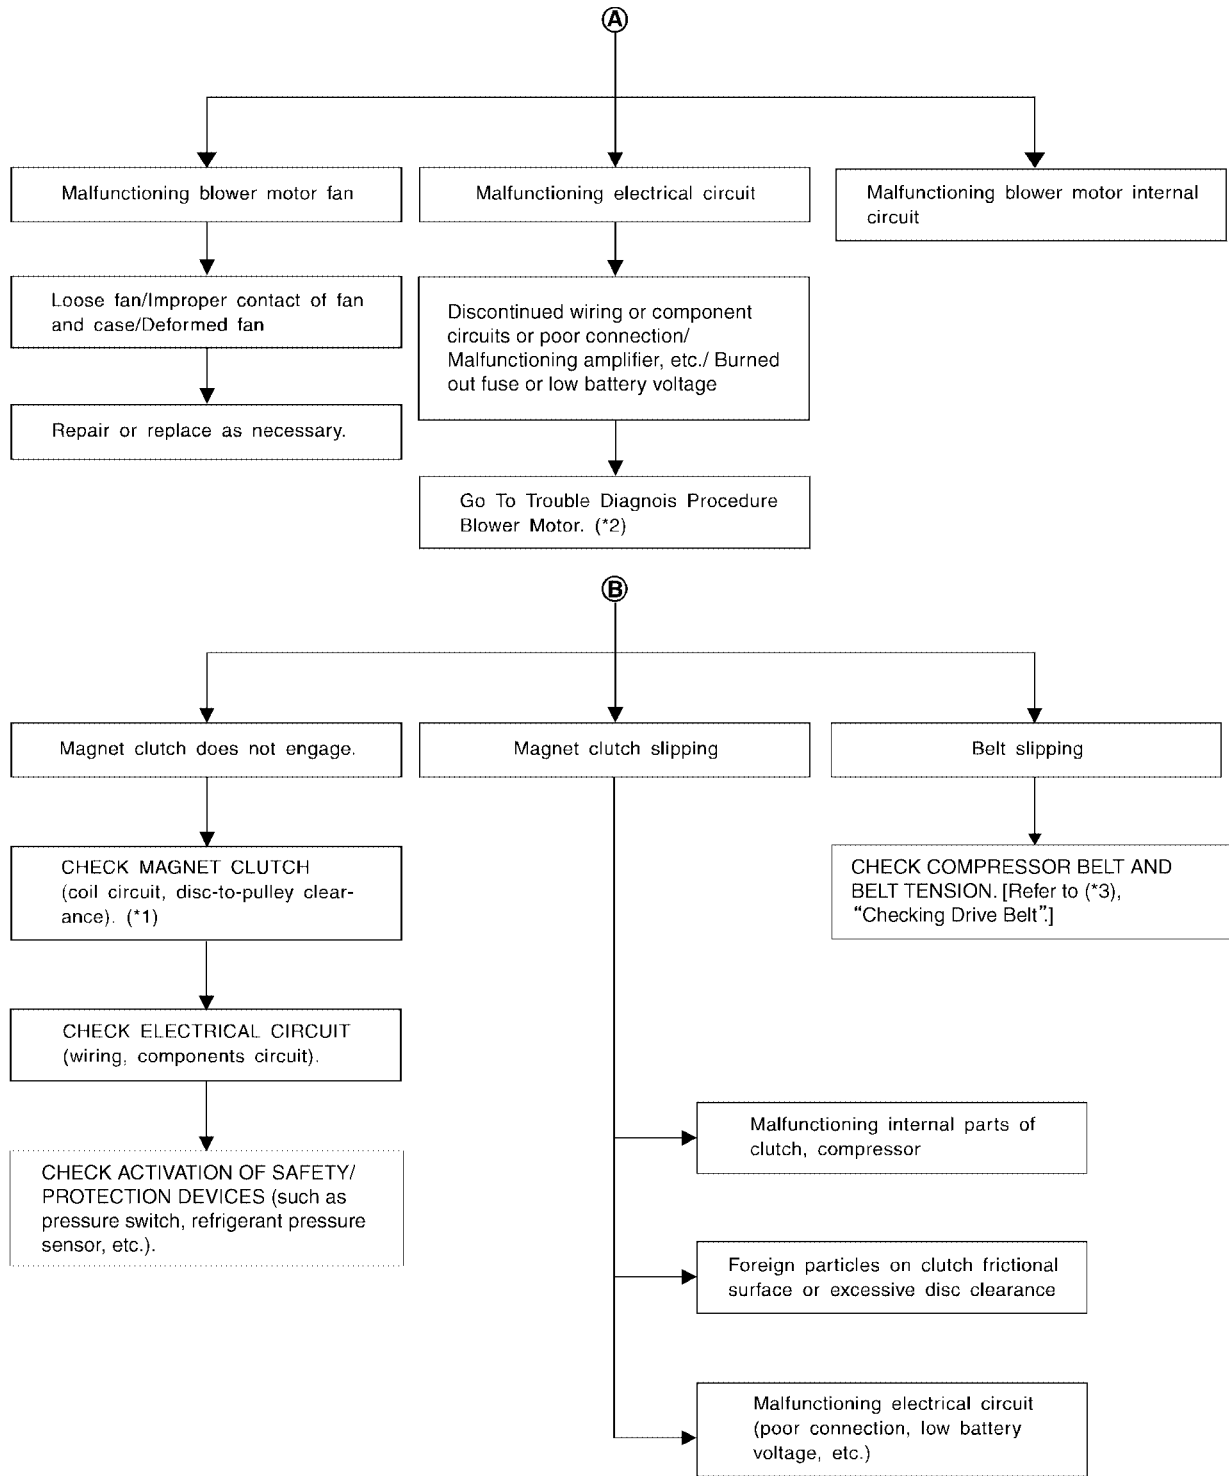 A
Malfunctioning blower motor fan
Malfunctioning electrical circuit
Malfunctioning blower motor internal
circuit
Loose fan/Improper contact of fan
and case/Deformed fan
Discontinued wiring or component
circuits or poor connection/
Malfunctioning amplifier, etc./ Burned
out fuse or low battery voltage
Repair or replace as necessary.
Go To Trouble Diagnois Procedure
Blower Motor. (*2)
B
Magnet clutch does not engage.
Magnet clutch slipping
Belt slipping
CHECK MAGNET CLUTCH
(coil circuit, disc-to-pulley clear-
ance). (*1)
CHECK COMPRESSOR BELT AND
BELT TENSION. [Refer to (*3),
“Checking Drive Belt”.]
CHECK ELECTRICAL CIRCUIT
(wiring, components circuit).
CHECK ACTIVATION OF SAFETY/
PROTECTION DEVICES (such as
pressure switch, refrigerant pressure
sensor, etc.).
Malfunctioning internal parts of
clutch, compressor
Foreign particles on clutch frictional
surface or excessive disc clearance
Malfunctioning electrical circuit
(poor connection, low battery
voltage, etc.)